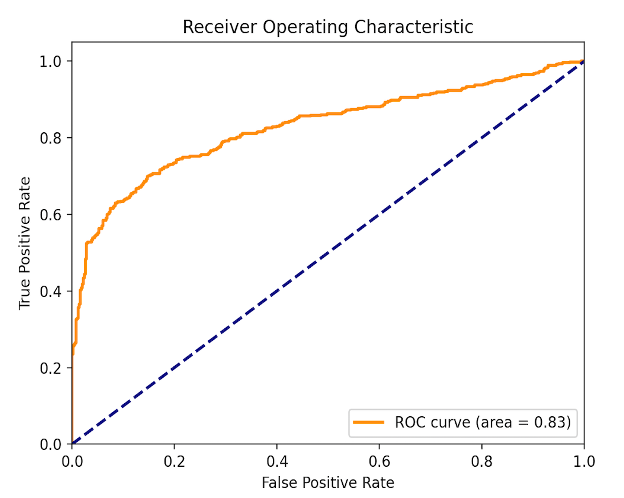 Receiver Operating Characteristic
True Positive Rate
1.0
0.8
0.6
0.4
0.2
0.0
ROC curve (area = 0.83)
0.0 0.2 0.4 0.6 0.8 1.0
False Positive Rate